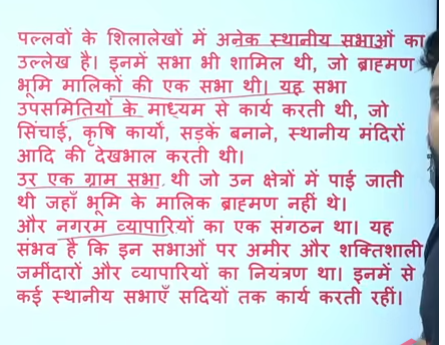 पल्लवों के शिलालेखों में अनेक स्थानीय सभाओं का
उल्लेख है। इनमें सभा भी शामिल थी, जो ब्राह्मण
भूमि मालिकों की एक सभा थी। यह सभा
उपसमितियों के माध्यम से कार्य करती थी, जो
सिंचाई, कृषि कार्यो, सड़कें बनाने, स्थानीय मंदिरों
आदि की देखभाल करती थी।
उर एक ग्राम सभा थी जो उन क्षेत्रों में पाई जाती
थी जहाँ भूमि के मालिक ब्राह्मण नहीं थे।
और नगरम व्यापारियों का एक संगठन था। यह
संभव है कि इन सभाओं पर अमीर और शक्तिशाली
जमींदारों और व्यापारियों का नियंत्रण था। इनमें से
कई स्थानीय सभाएँ सदियों तक कार्य करती रहीं।